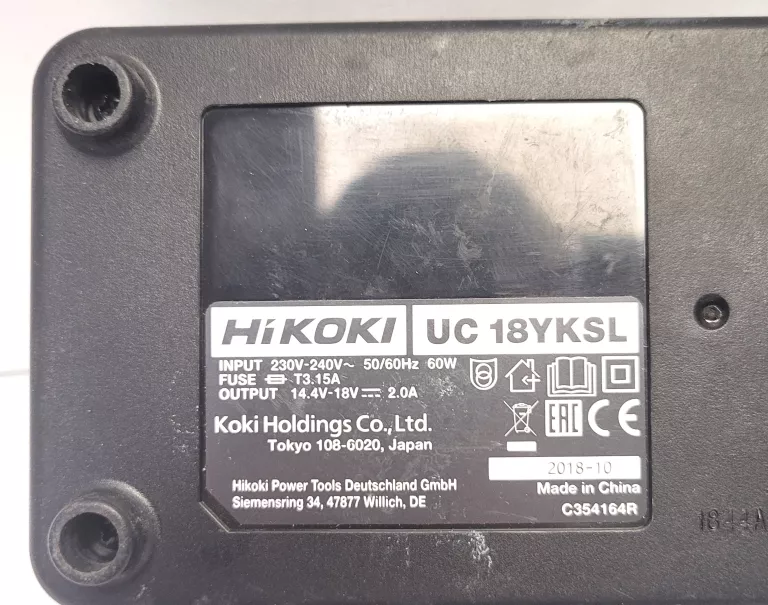 HiKOKI UC 18YKSL
INPUT 230V-240V~ 50/60Hz 60W
FUSE T3.15A
OUTPUT 14.4V-18V⎓ 2.0A
EAC CE
Koki Holdings Co., Ltd.
Tokyo 108-6020, Japan
2018-10
Hikoki Power Tools Deutschland GmbH
Made in China
Siemensring 34, 47877 Willich, DE
C354164R